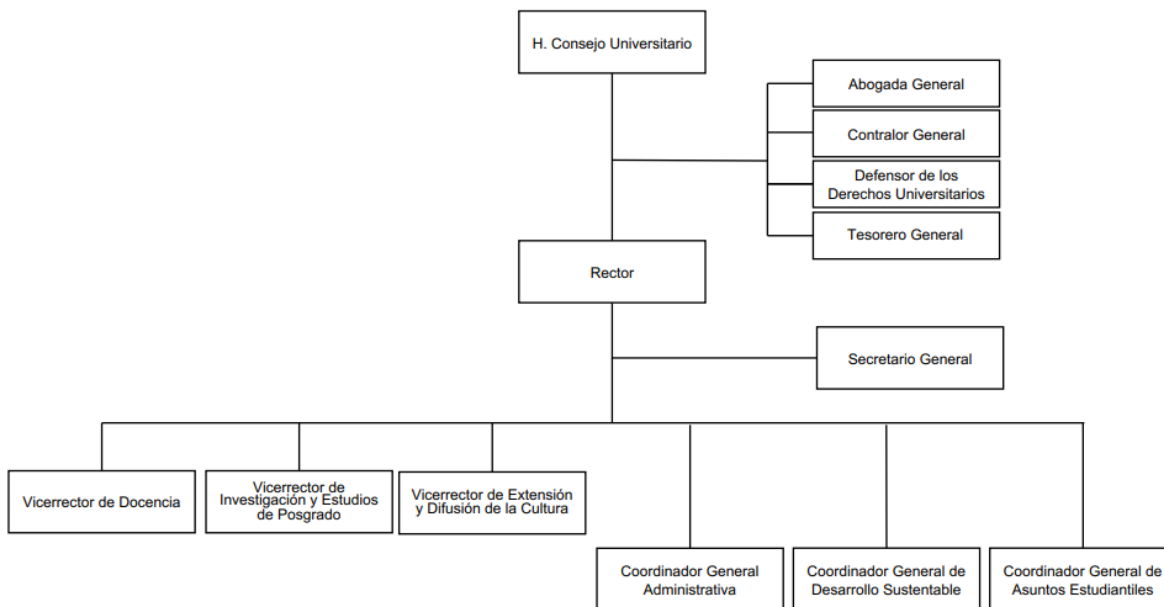 H. Consejo Universitario
Abogada General
Contralor General
Defensor de los
Derechos Universitarios
Tesorero General
Rector
Secretario General
Vicerrector de Docencia
Vicerrector de
Investigación y Estudios
de Posgrado
Vicerrector de Extensión
y Difusión de la Cultura
Coordinador General
Administrativa
Coordinador General de
Desarrollo Sustentable
Coordinador General de
Asuntos Estudiantiles